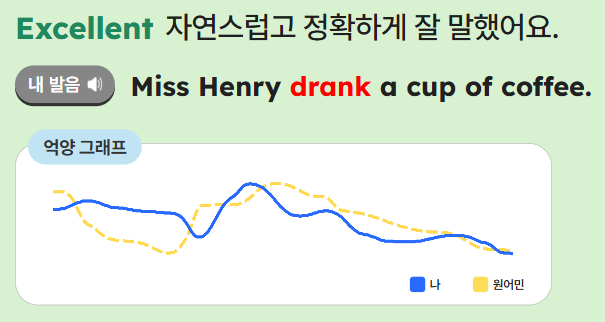 Excellent 자연스럽고 정확하게 잘 말했어요.
내 발음 Miss Henry drank a cup of coffee.
억양 그래프
나 원어민